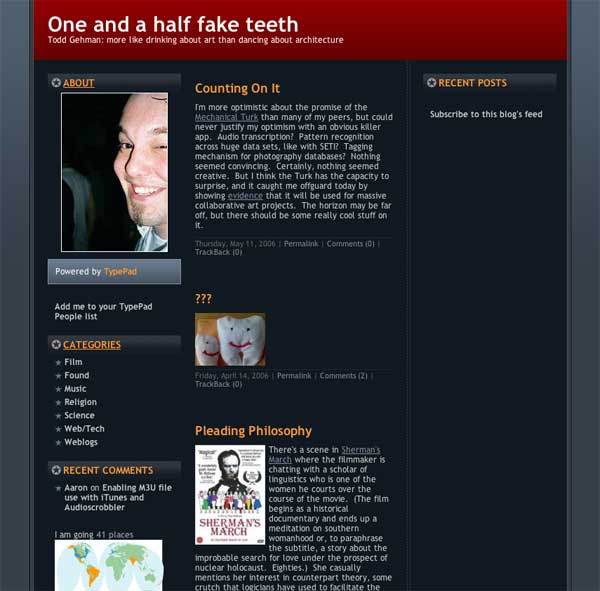 One and a half fake teeth
Todd Gehman: more like drinking about art than dancing about architecture
ABOUT
Powered by TypePad
Add me to your TypePad
People list
CATEGORIES
Film
Found
Music
Religion
Science
Web/Tech
Weblogs
RECENT COMMENTS
Aaron on Enabling M3U file
use with iTunes and
Audioscrobbler
I am going 41 places
Counting On It
I'm more optimistic about the promise of the
Mechanical Turk than many of my peers, but could
never justify my optimism with an obvious killer
app. Audio transcription? Pattern recognition
across huge data sets, like with SETI? Tagging
mechanism for photography databases? Nothing
seemed convincing. Certainly, nothing seemed
creative. But I think the Turk has the capacity to
surprise, and it caught me offguard today by
showing evidence that it will be used for massive
collaborative art projects. The horizon may be far
off, but there should be some really cool stuff on
it.
Thursday, May 11, 2006 | Permalink | Comments (0) |
TrackBack (0)
???
Friday, April 14, 2006 | Permalink | Comments (2) |
TrackBack (0)
Pleading Philosophy
SHERMAN'S
MARCH
There's a scene in Sherman's
March where the filmmaker is
chatting with a scholar of
linguistics who is one of the
women he courts over the
course of the movie. (The film
begins as a historical
documentary and ends up a
meditation on southern
womanhood or, to paraphrase
the subtitle, a story about the
improbable search for love under the prospect of
nuclear holocaust. Eighties.) She casually
mentions her interest in counterpart theory, some
crutch that logicians have used to facilitate the
RECENT POSTS
Subscribe to this blog's feed